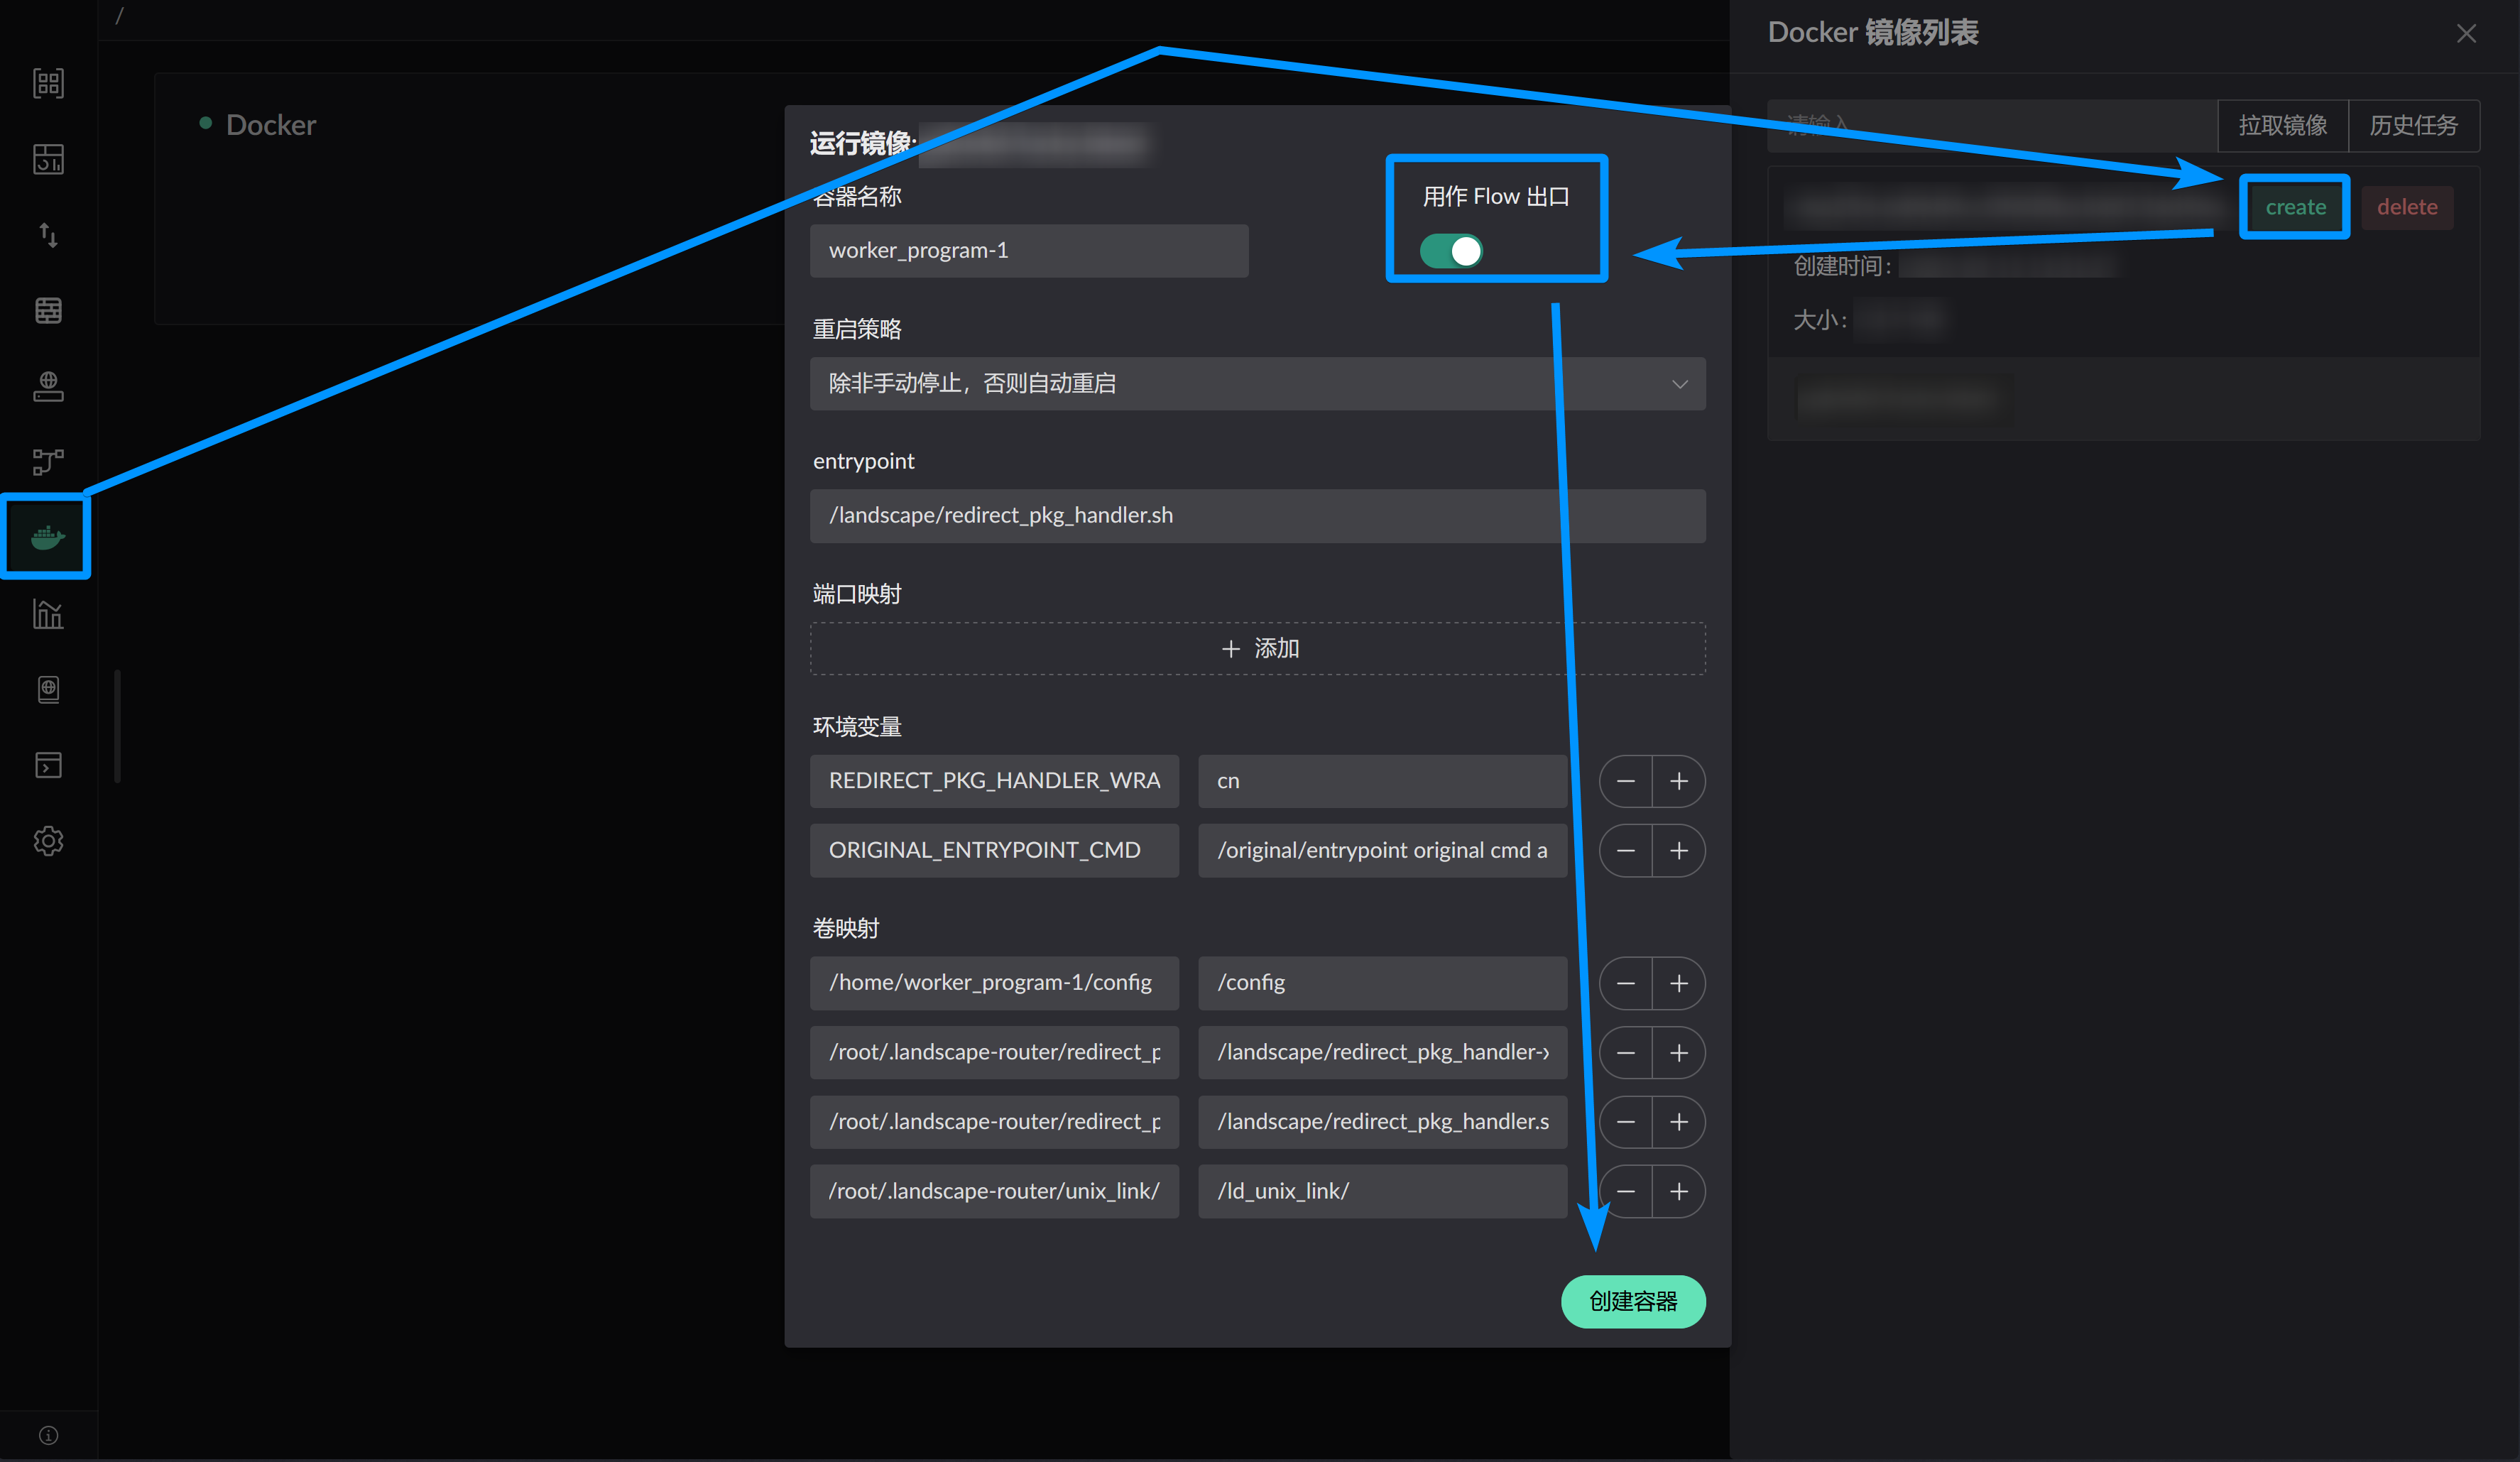 /
Docker
运行镜像:
容器名称
用作 Flow 出口
worker_program-1
重启策略
除非手动停止，否则自动重启
entrypoint
/landscape/redirect_pkg_handler.sh
端口映射
添加
环境变量
REDIRECT_PKG_HANDLER_WRA
cn
ORIGINAL_ENTRYPOINT_CMD
/original/entrypoint original cmd a
卷映射
/home/worker_program-1/config
/config
/root/.landscape-router/redirect_p
/landscape/redirect_pkg_handler-x
/root/.landscape-router/redirect_p
/landscape/redirect_pkg_handler.s
/root/.landscape-router/unix_link/
/ld_unix_link/
创建容器
Docker 镜像列表
请输入
拉取镜像
历史任务
create
delete
创建时间:
大小: